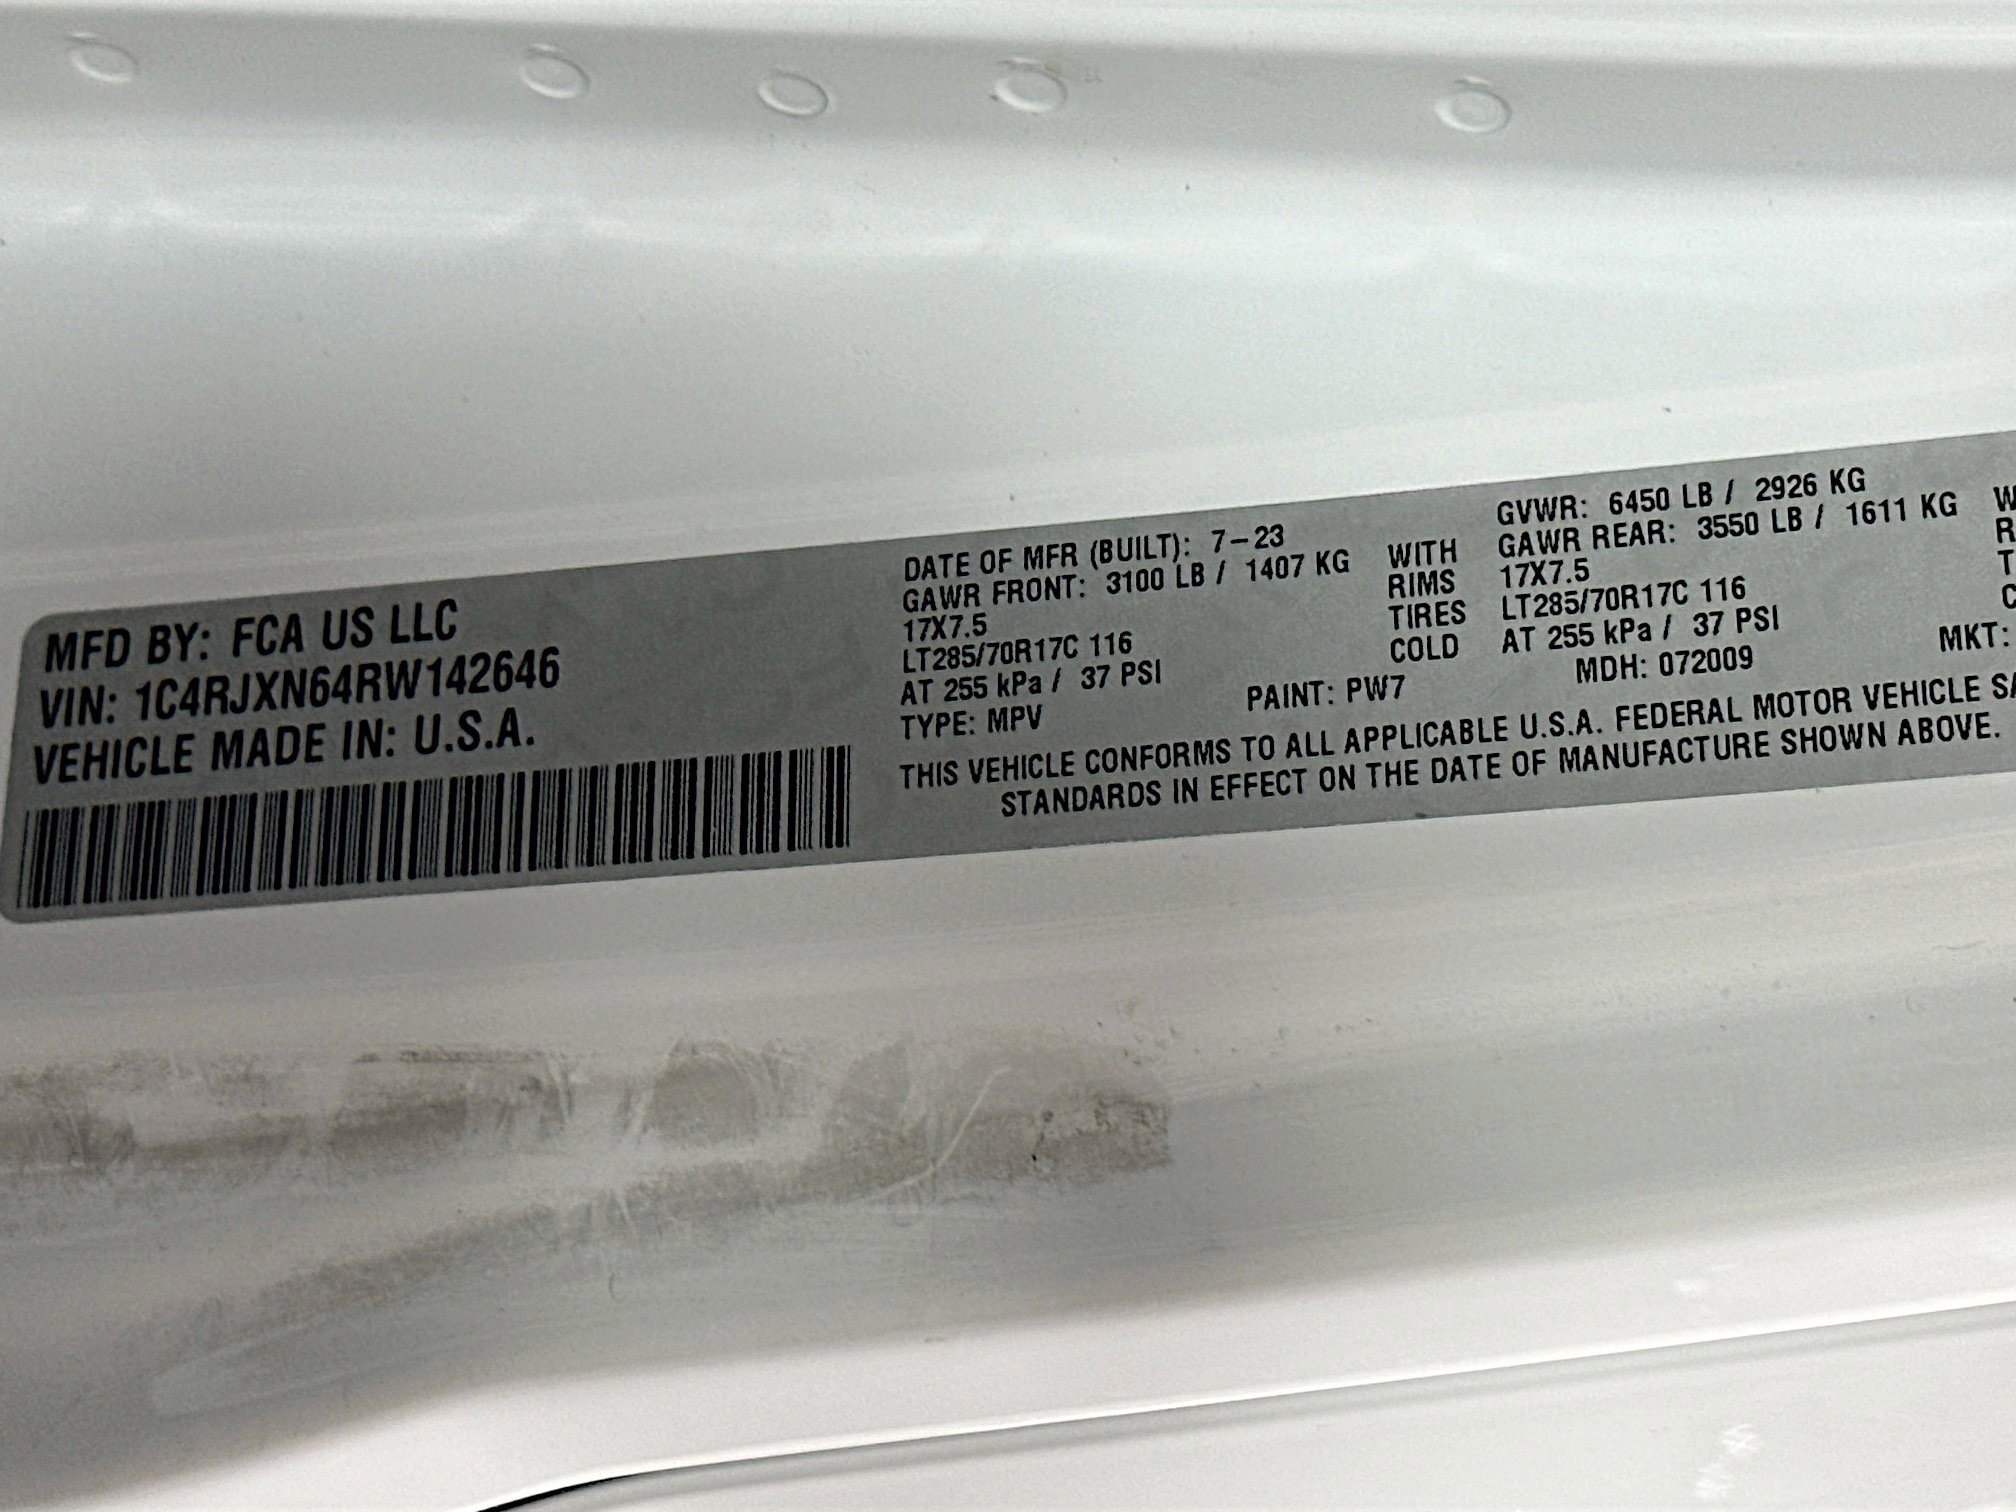 MFD BY: FCA US LLC
VIN: 1C4RJXN64RW142646
VEHICLE MADE IN: U.S.A.
DATE OF MFR (BUILT): 7-23 GVWR: 6450 LB / 2926 KG
GAWR FRONT: 3100 LB / 1407 KG WITH GAWR REAR: 3550 LB / 1611 KG
17X7.5 RIMS 17X7.5
LT285/70R17C 116 TIRES LT285/70R17C 116
AT 255 kPa / 37 PSI COLD AT 255 kPa / 37 PSI
TYPE: MPV PAINT: PW7 MDH: 072009 MKT:
THIS VEHICLE CONFORMS TO ALL APPLICABLE U.S.A. FEDERAL MOTOR VEHICLE
STANDARDS IN EFFECT ON THE DATE OF MANUFACTURE SHOWN ABOVE.